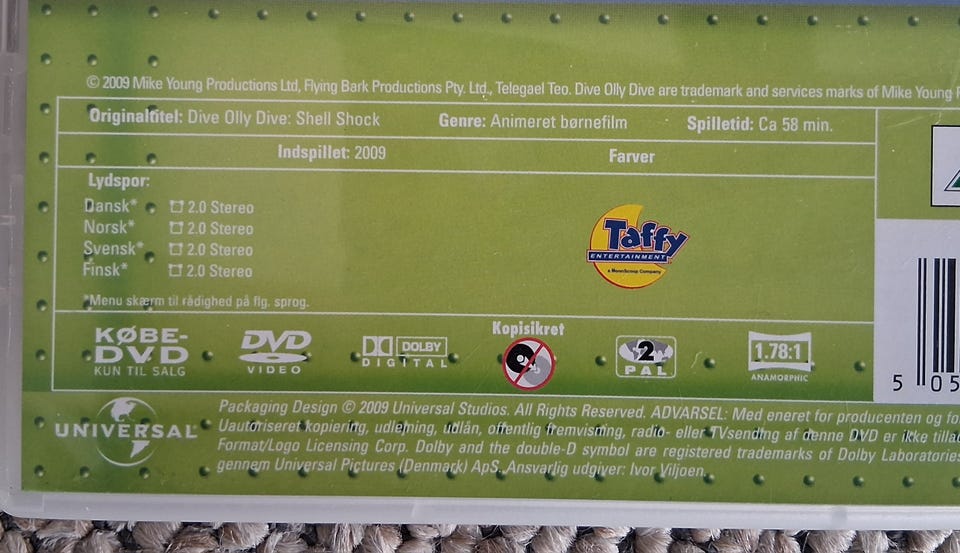 © 2009 Mike Young Productions Ltd, Flying Bark Productions Pty. Ltd., Telegael Teo. Dive Olly Dive are trademark and services marks of Mike Young
Originaltitel: Dive Olly Dive: Shell Shock Genre: Animeret børnefilm Spilletid: Ca 58 min.
Indspillet: 2009 Farver
Lydspor:
Dansk* 2.0 Stereo
Norsk* 2.0 Stereo
Svensk* 2.0 Stereo
Finsk* 2.0 Stereo
*Menu skærm til rådighed på flg. sprog.
Taffy
ENTERTAINMENT
a MoonScoop Company
KØBE-
DVD
KUN TIL SALG
DVD
VIDEO
DOLBY
DIGITAL
Kopisikret
2
PAL
1.78:1
ANAMORPHIC
5 05
UNIVERSAL
Packaging Design © 2009 Universal Studios. All Rights Reserved. ADVARSEL: Med eneret for producenten og
Uautoriseret kopiering, udlejning, udlån, offentlig fremvisning, radio- eller TVsending af denne DVD er ikke
Format/Logo Licensing Corp. Dolby and the double-D symbol are registered trademarks of Dolby Laboratories
gennem Universal Pictures (Denmark) ApS. Ansvarlig udgiver: Ivor Viljoen.